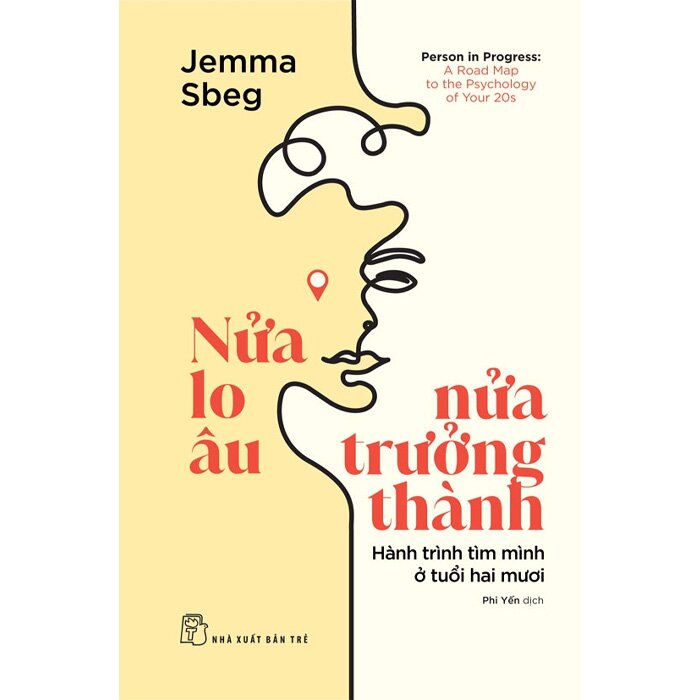 Jemma
Sbeg
Person in Progress:
A Road Map
to the Psychology
of Your 20s
Nửa
lo
âu
nửa
trưởng
thành
Hành trình tìm mình
ở tuổi hai mươi
Phi Yến dịch
NHÀ XUẤT BẢN TRẺ